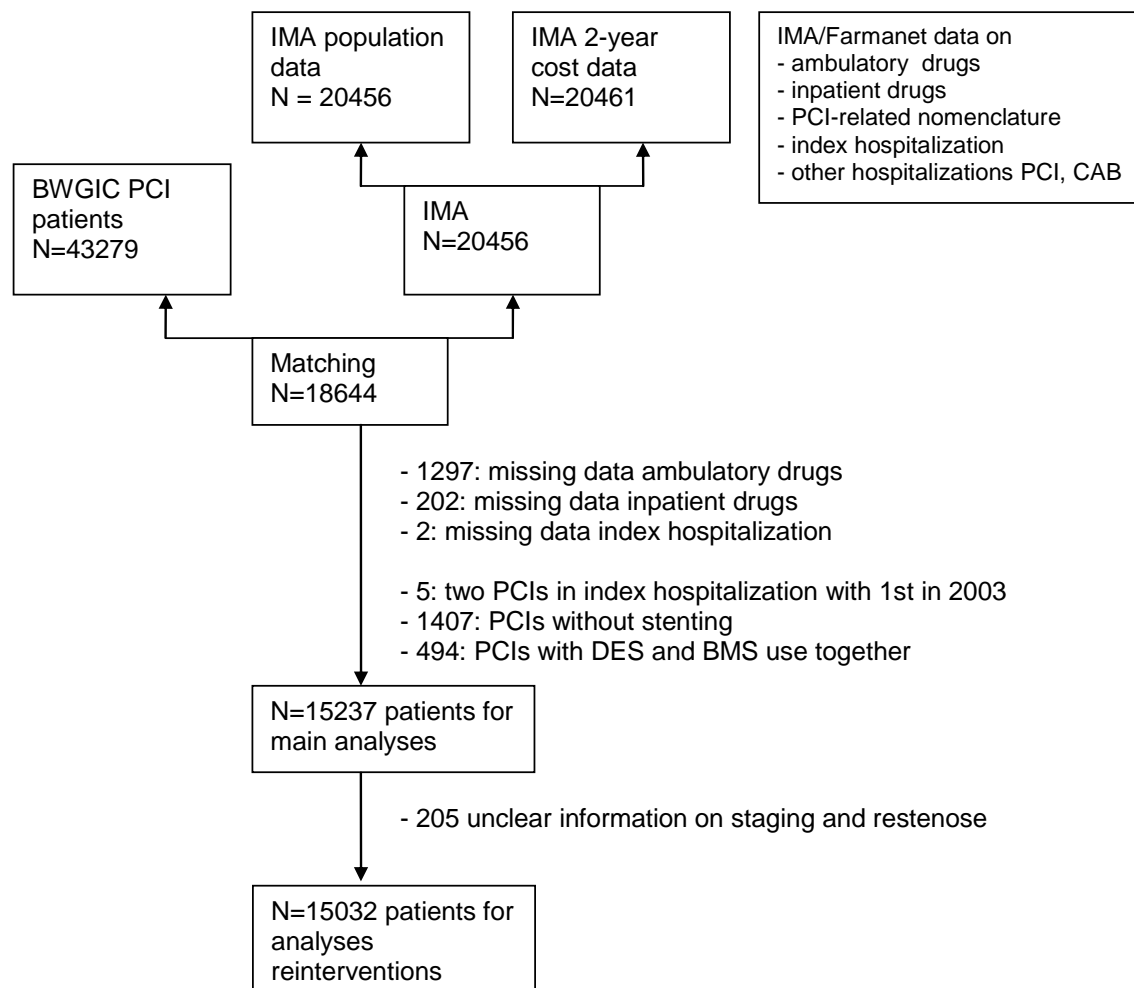 IMA population
data
N = 20456
IMA 2-year
cost data
N=20461
IMA/Farmanet data on
- ambulatory  drugs
- inpatient drugs
- PCI-related nomenclature
- index hospitalization
- other hospitalizations PCI, CAB
BWGIC PCI
patients
N=43279
IMA
N=20456
Matching
N=18644
- 1297: missing data ambulatory drugs
- 202: missing data inpatient drugs
- 2: missing data index hospitalization
- 5: two PCIs in index hospitalization with 1st in 2003
- 1407: PCIs without stenting
- 494: PCIs with DES and BMS use together
N=15237 patients for
main analyses
- 205 unclear information on staging and restenose
N=15032 patients for
analyses
reinterventions